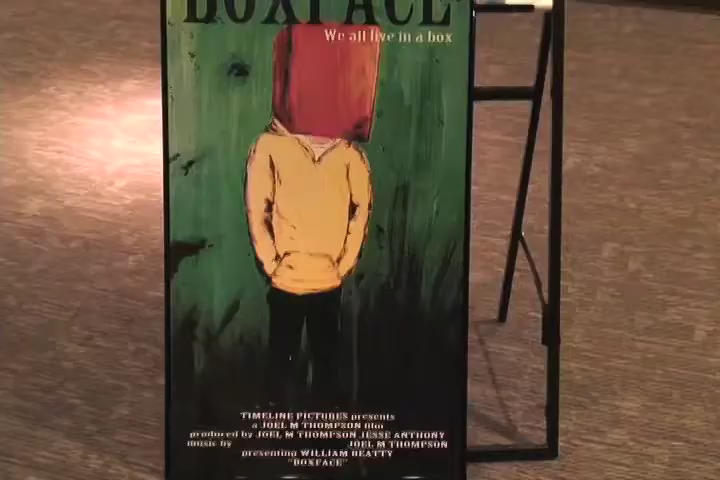 BOXFACE
We all live in a box
TIMELINE PICTURES presents
a JOEL M THOMPSON film
produced by JOEL M THOMPSON JESSE ANTHONY
music by JOEL M THOMPSON
presenting WILLIAM BEATTY
"BOXFACE"